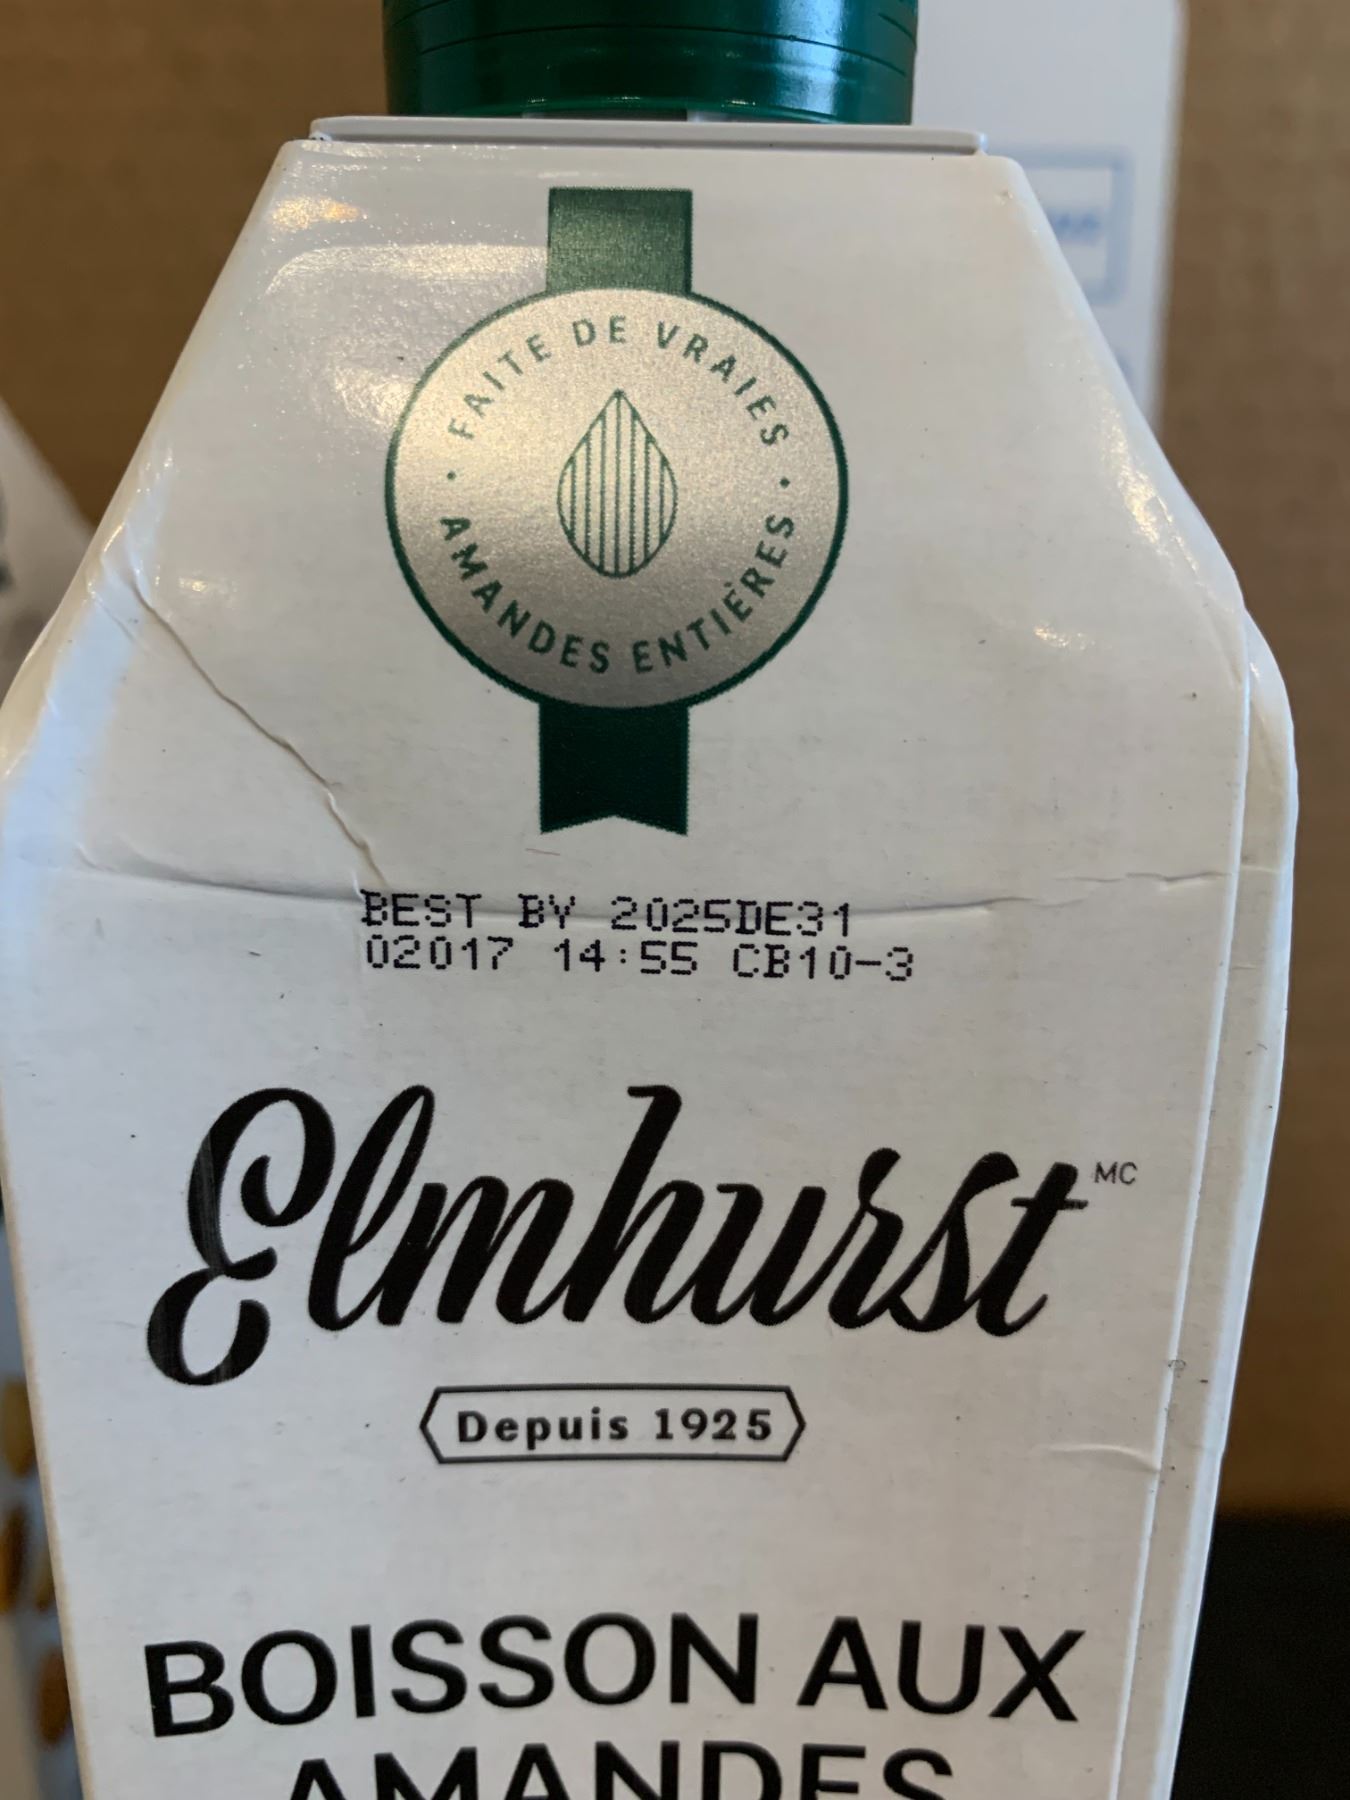 FAITE DE VRAIES
AMANDES ENTIÈRES
BEST BY 2025DE31
02017 14:55 CB10-3
Elmhurst MC
Depuis 1925
BOISSON AUX
AMANDES